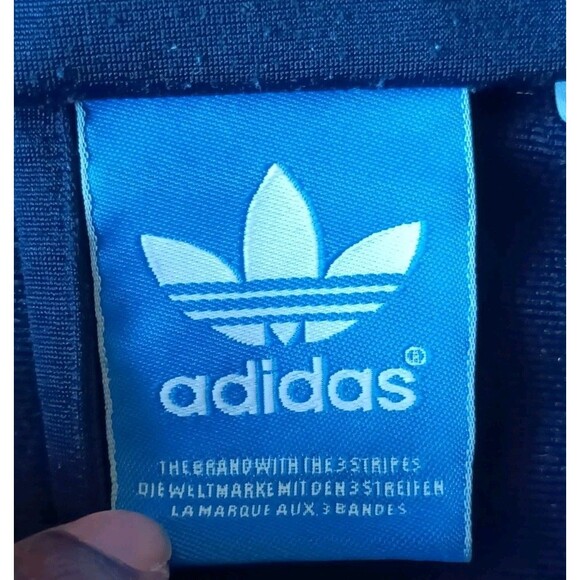 adidas®
THE BRAND WITH THE 3 STRIPES
DIE WELTMARKE MIT DEN 3 STREIFEN
LA MARQUE AUX 3 BANDES